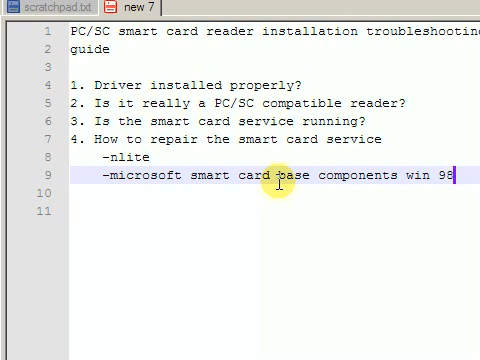 scratchpad.txt new 7
1 PC/SC smart card reader installation troubleshooting
2 guide
3
4 1. Driver installed properly?
5 2. Is it really a PC/SC compatible reader?
6 3. Is the smart card service running?
7 4. How to repair the smart card service
8 -nlite
9 -microsoft smart card base components win 98
10
11